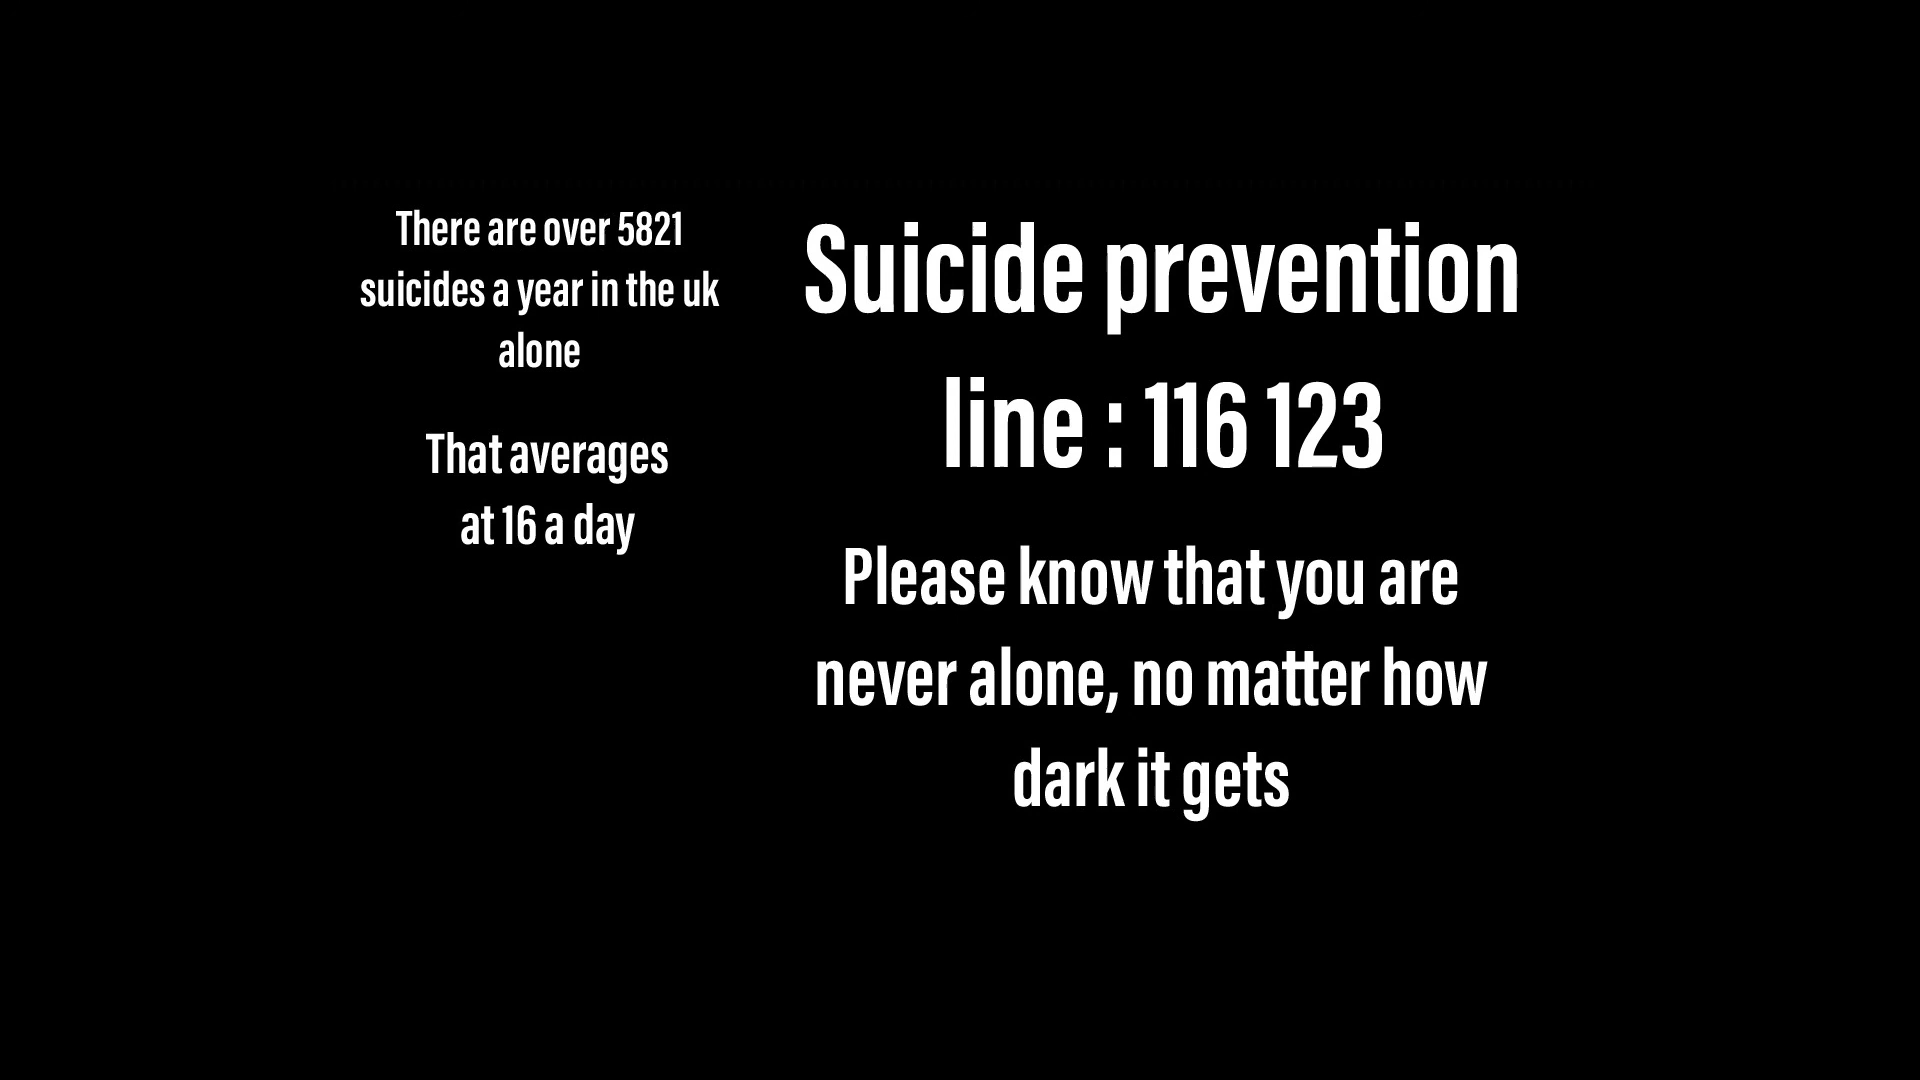 There are over 5821
suicides a year in the uk
alone
That averages
at 16 a day
Suicide prevention
line : 116 123
Please know that you are
never alone, no matter how
dark it gets